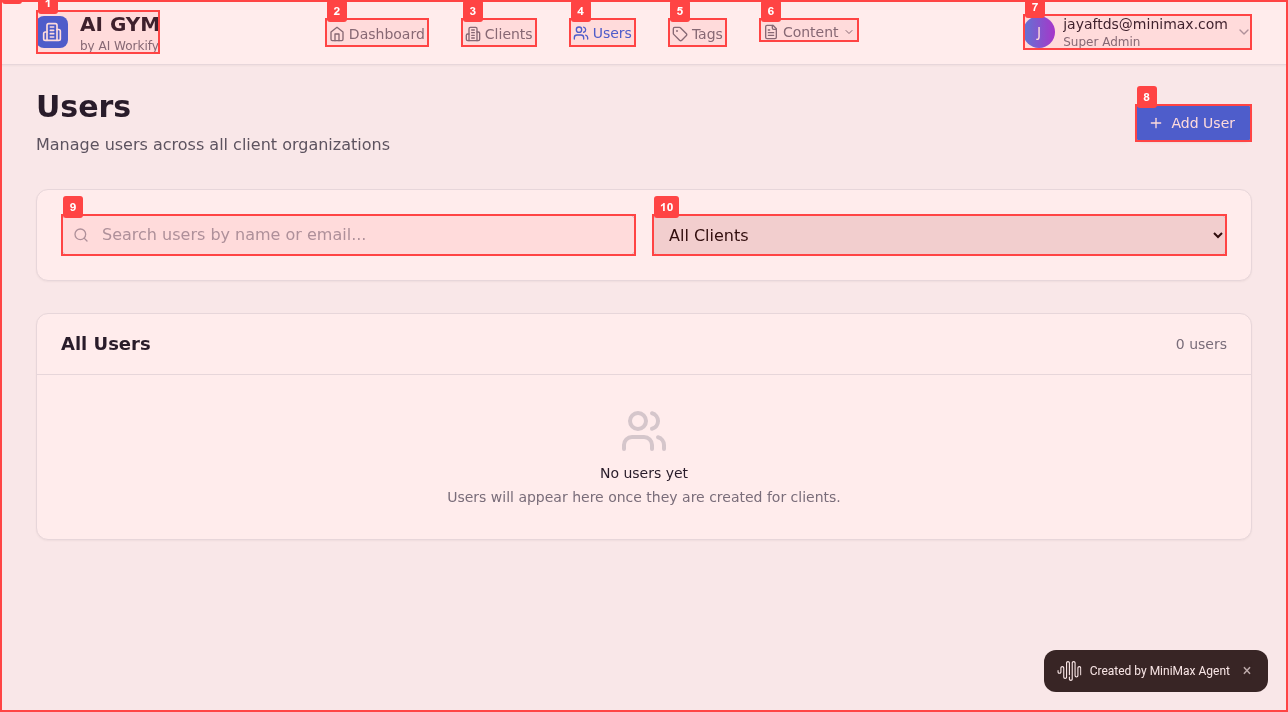 1
AI GYM
by AI Workify
2
Dashboard
3
Clients
4
Users
5
Tags
6
Content
7
J
jayaftds@minimax.com
Super Admin
Users
Manage users across all client organizations
8
Add User
9
Search users by name or email...
10
All Clients
All Users
0 users
No users yet
Users will appear here once they are created for clients.
Created by MiniMax Agent ×